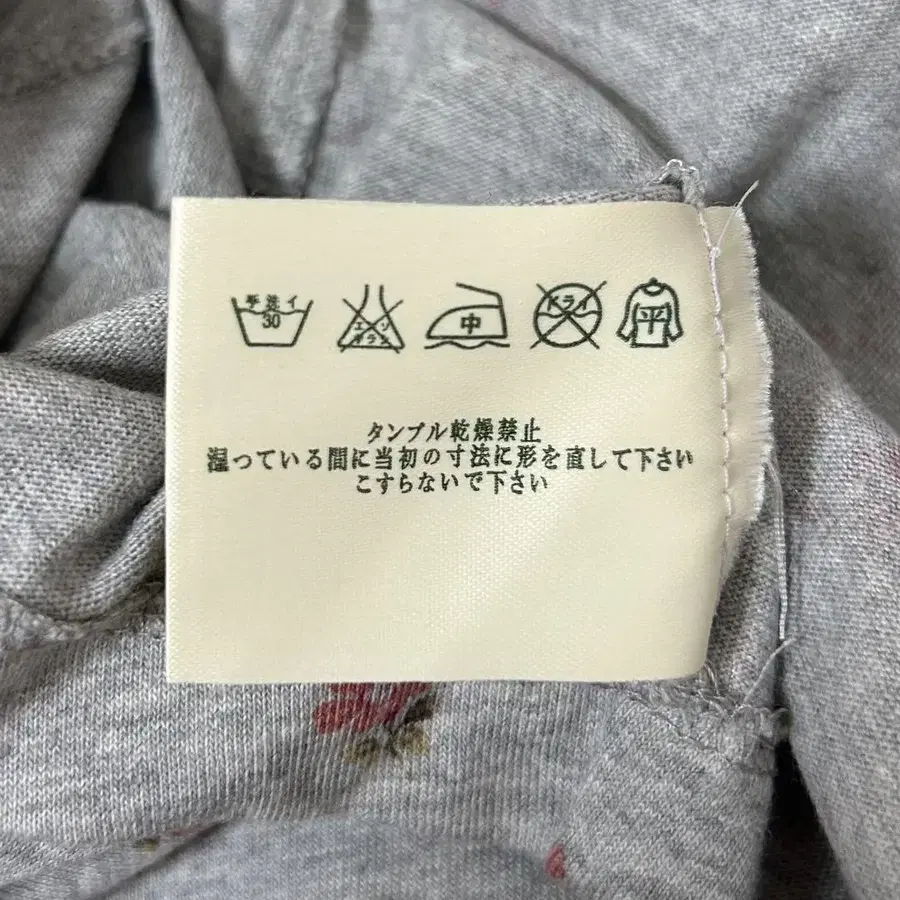 手洗イ 30 エンソサラシ 中 ドライ 平
タンブル乾燥禁止
湿っている間に当初の寸法に形を直して下さい
こすらないで下さい